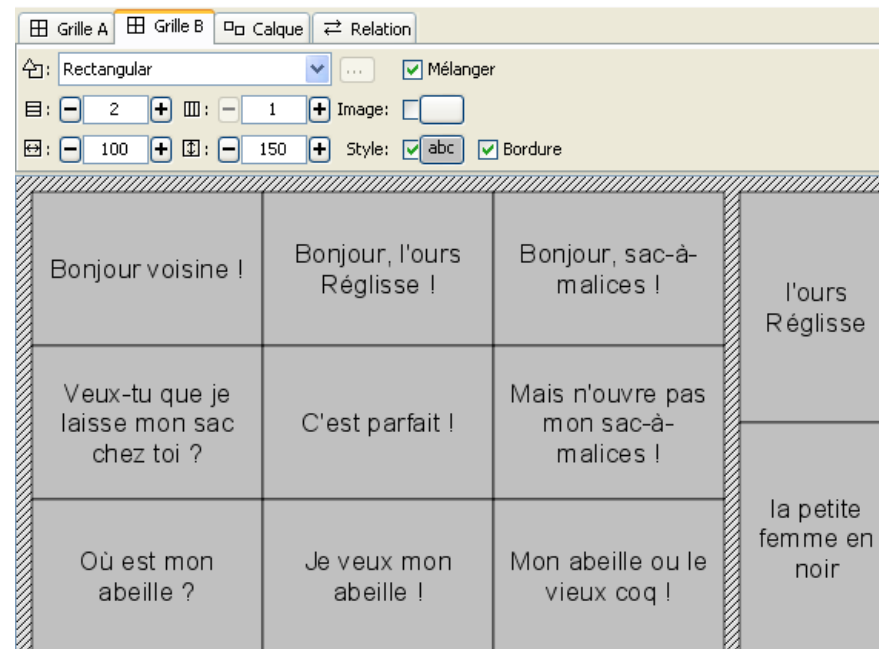 Grille A Grille B Calque Relation
Rectangular ... Mélanger
2 1 Image:
100 150 Style: abc Bordure
Bonjour voisine !
Bonjour, l'ours
Réglisse !
Bonjour, sac-à-
malices !
l'ours
Réglisse
Veux-tu que je
laisse mon sac
chez toi ?
C'est parfait !
Mais n'ouvre pas
mon sac-à-
malices !
la petite
femme en
noir
Où est mon
abeille ?
Je veux mon
abeille !
Mon abeille ou le
vieux coq !